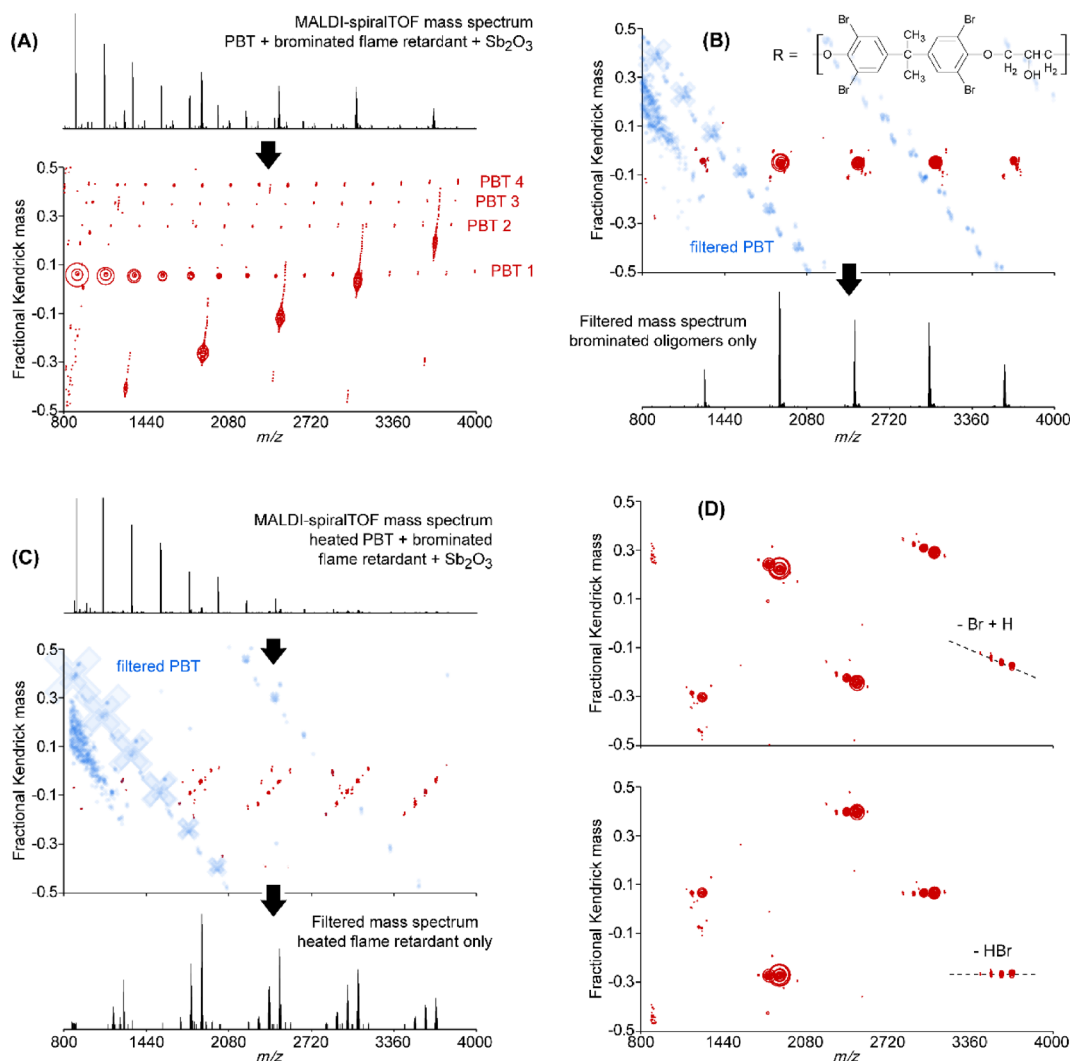 (A)
MALDI-spiralTOF mass spectrum
PBT + brominated flame retardant + Sb₂O₃
Fractional Kendrick mass
0.5
0.3
0.1
-0.1
-0.3
-0.5
PBT 4
PBT 3
PBT 2
PBT 1
800 1440 2080 2720 3360 4000
m/z
(B)
R =
Br Br
O CH₃ O C CH C
CH₃ H₂ OH H₂
Br Br
Fractional Kendrick mass
0.5
0.3
0.1
-0.1
-0.3
-0.5
filtered PBT
Filtered mass spectrum
brominated oligomers only
800 1440 2080 2720 3360 4000
m/z
(C)
MALDI-spiralTOF mass spectrum
heated PBT + brominated
flame retardant + Sb₂O₃
Fractional Kendrick mass
0.5
0.3
0.1
-0.1
-0.3
-0.5
filtered PBT
Filtered mass spectrum
heated flame retardant only
800 1440 2080 2720 3360 4000
m/z
(D)
Fractional Kendrick mass
0.5
0.3
0.1
-0.1
-0.3
-0.5
- Br + H
Fractional Kendrick mass
0.5
0.3
0.1
-0.1
-0.3
-0.5
- HBr
800 1440 2080 2720 3360 4000
m/z